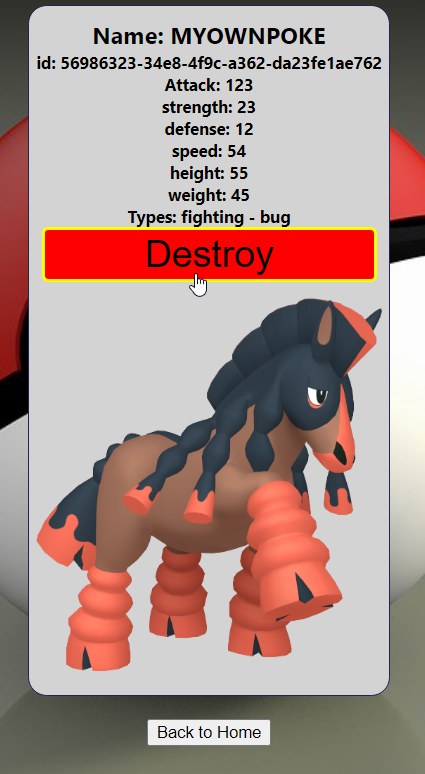 Name: MYOWNPOKE
id: 56986323-34e8-4f9c-a362-da23fe1ae762
Attack: 123
strength: 23
defense: 12
speed: 54
height: 55
weight: 45
Types: fighting - bug
Destroy
Back to Home